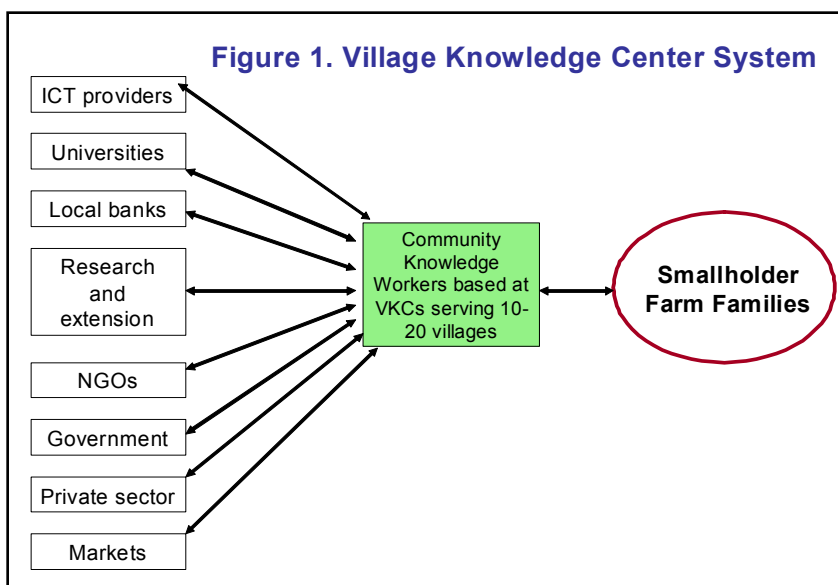 Figure 1. Village Knowledge Center System
ICT providers
Universities
Local banks
Research
and
extension
NGOs
Government
Private sector
Markets
Community
Knowledge
Workers based at
VKCs serving 10-
20 villages
Smallholder
Farm Families